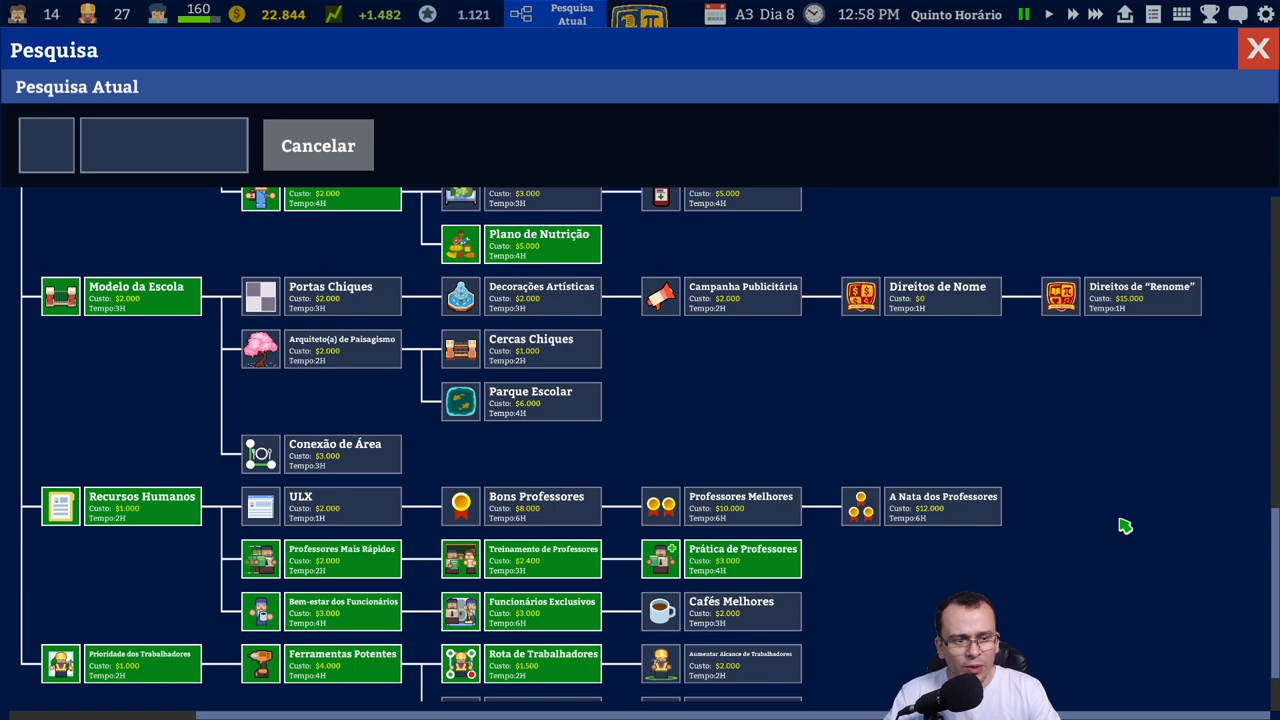 14 27 160 22.844 +1.482 1.121 Pesquisa Atual A3 Dia 8 12:58 PM Quinto Horário
Pesquisa
Pesquisa Atual
Cancelar
Custo: $2.000 Custo: $3.000 Custo: $5.000
Tempo:4H Tempo:3H Tempo:4H
Plano de Nutrição
Custo: $5.000
Tempo:4H
Modelo da Escola Portas Chiques Decorações Artísticas Campanha Publicitária Direitos de Nome Direitos de “Renome”
Custo: $2.000 Custo: $2.000 Custo: $2.000 Custo: $2.000 Custo: $0 Custo: $15.000
Tempo:3H Tempo:3H Tempo:3H Tempo:2H Tempo:1H Tempo:1H
Arquiteto(a) de Paisagismo Cercas Chiques
Custo: $2.000 Custo: $1.000
Tempo:2H Tempo:2H
Parque Escolar
Custo: $6.000
Tempo:4H
Conexão de Área
Custo: $3.000
Tempo:3H
Recursos Humanos ULX Bons Professores Professores Melhores A Nata dos Professores
Custo: $1.000 Custo: $2.000 Custo: $8.000 Custo: $10.000 Custo: $12.000
Tempo:2H Tempo:1H Tempo:6H Tempo:6H Tempo:6H
Professores Mais Rápidos Treinamento de Professores Prática de Professores
Custo: $2.000 Custo: $2.400 Custo: $3.000
Tempo:2H Tempo:3H Tempo:4H
Bem-estar dos Funcionários Funcionários Exclusivos Cafés Melhores
Custo: $3.000 Custo: $3.000 Custo: $2.000
Tempo:4H Tempo:6H Tempo:3H
Prioridade dos Trabalhadores Ferramentas Potentes Rota de Trabalhadores Aumentar Alcance de Trabalhadores
Custo: $1.000 Custo: $4.000 Custo: $1.500 Custo: $2.000
Tempo:2H Tempo:4H Tempo:2H Tempo:2H